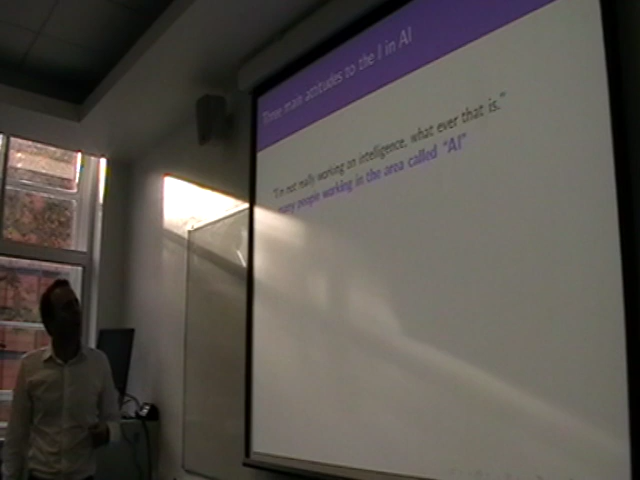 Three main attitudes to the I in AI
"I'm not really working on intelligence, what ever that is."
many people working in the area called "AI"